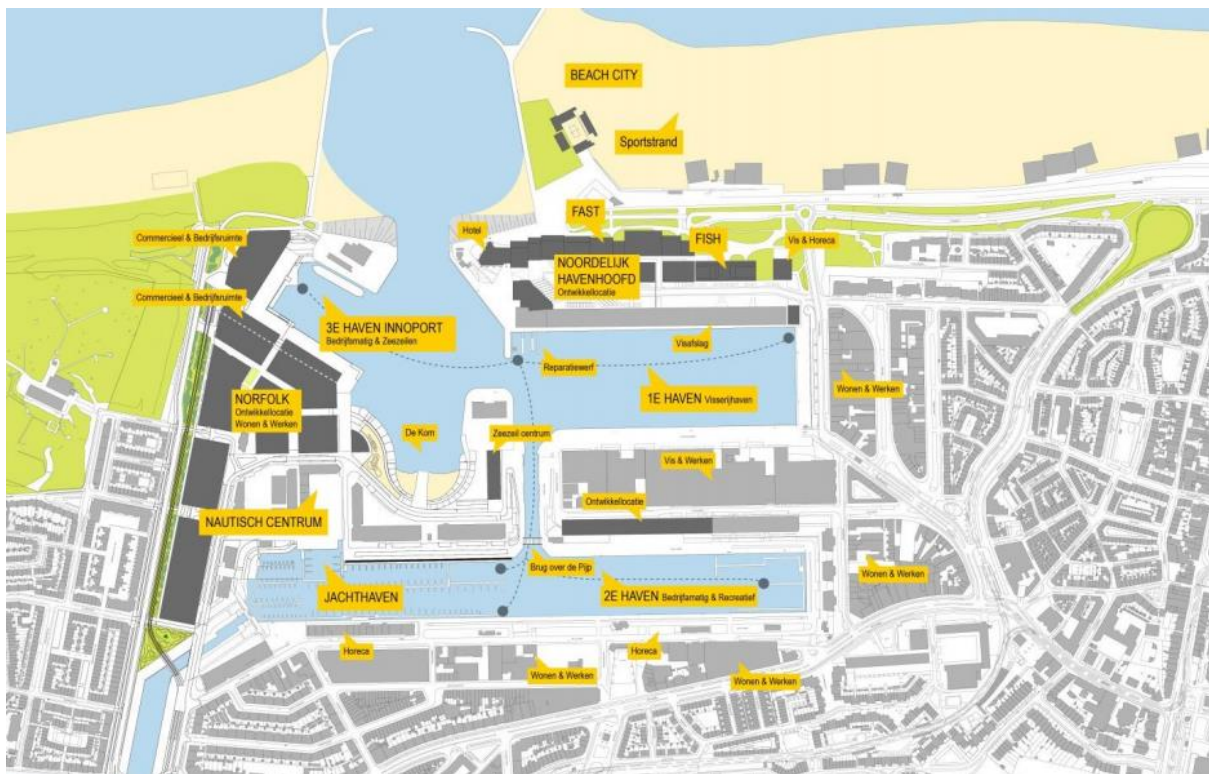 BEACH CITY
Sportstrand
FAST
Hotel
FISH
Vis & Horeca
Commercieel & Bedrijfsruimte
NOORDELIJK
HAVENHOOFD
Ontwikkellocatie
Commercieel & Bedrijfsruimte
3E HAVEN INNOPORT
Bedrijfsmatig & Zeezeilen
Visafslag
Reparatiewerf
Wonen & Werken
1E HAVEN Visserijhaven
NORFOLK
Ontwikkellocatie
Wonen & Werken
De Kom
Zeezeil centrum
Vis & Werken
Ontwikkellocatie
NAUTISCH CENTRUM
Brug over de Pijp
Wonen & Werken
JACHTHAVEN
2E HAVEN Bedrijfsmatig & Recreatief
Horeca
Horeca
Wonen & Werken
Wonen & Werken